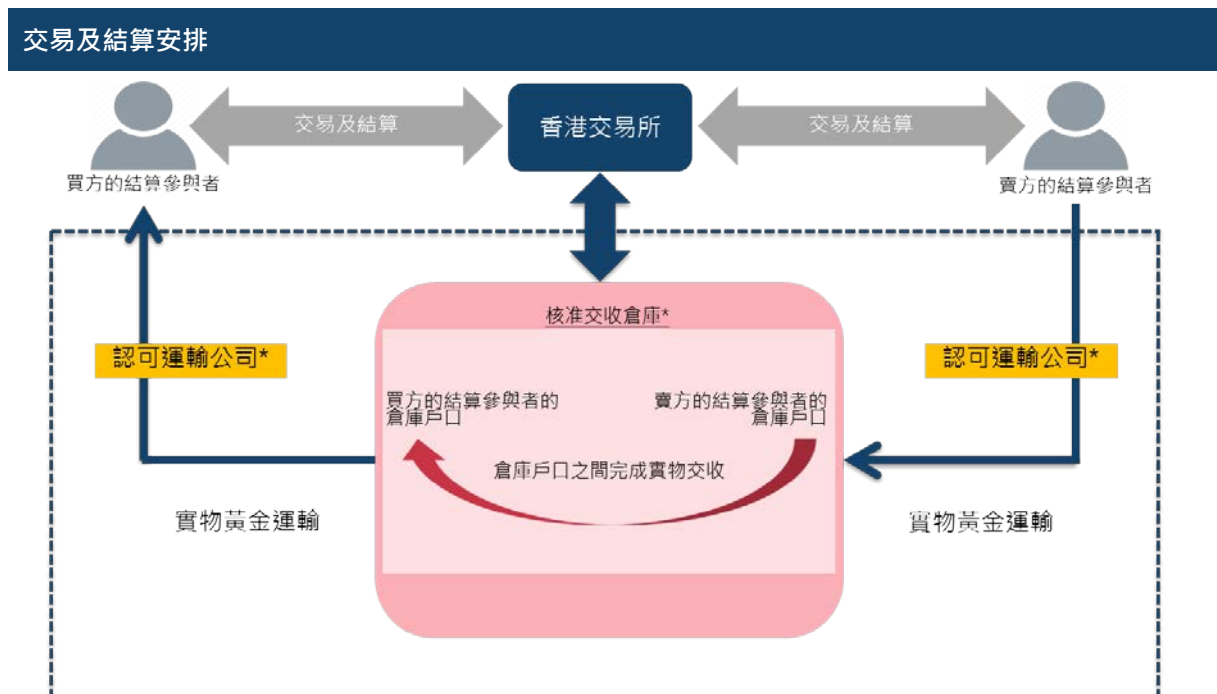 交易及結算安排
交易及結算
香港交易所
交易及結算
買方的結算參與者
賣方的結算參與者
核准交收倉庫*
認可運輸公司*
認可運輸公司*
買方的結算參與者的
倉庫戶口
賣方的結算參與者的
倉庫戶口
倉庫戶口之間完成實物交收
實物黃金運輸
實物黃金運輸